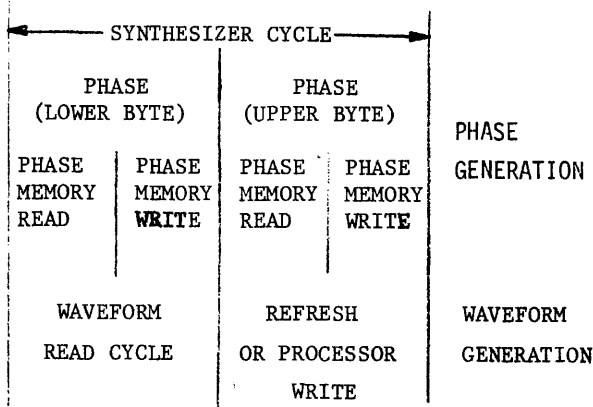 SYNTHESIZER CYCLE
PHASE PHASE
(LOWER BYTE) (UPPER BYTE)
PHASE
GENERATION
PHASE PHASE PHASE PHASE
MEMORY MEMORY MEMORY MEMORY
READ WRITE READ WRITE
WAVEFORM REFRESH WAVEFORM
READ CYCLE OR PROCESSOR GENERATION
WRITE